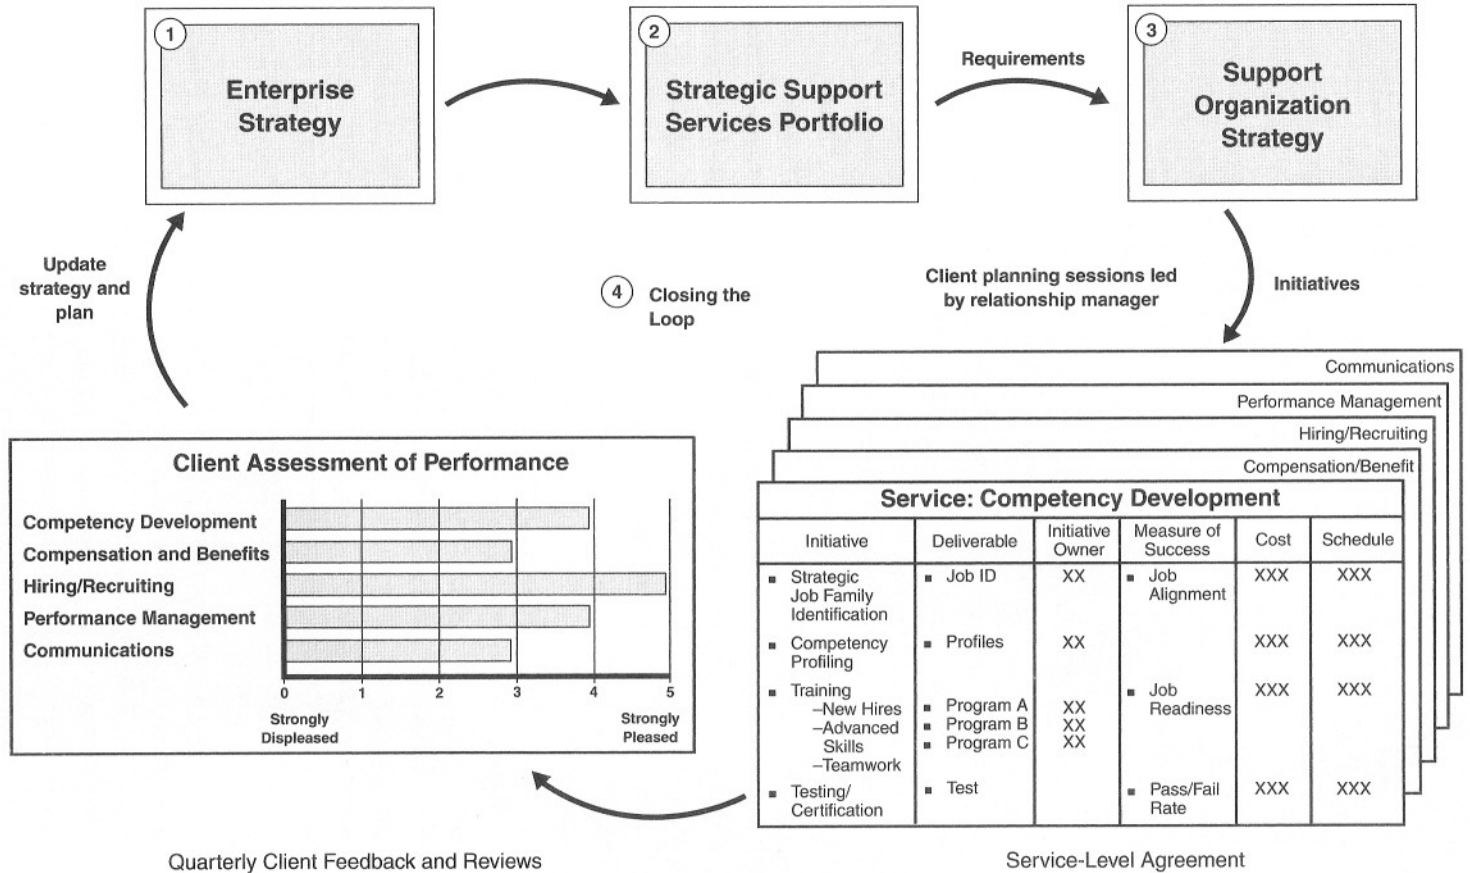 1
Enterprise
Strategy
2
Strategic Support
Services Portfolio
Requirements
3
Support
Organization
Strategy
Update
strategy and
plan
4
Closing the
Loop
Client planning sessions led
by relationship manager
Initiatives
Communications
Performance Management
Hiring/Recruiting
Compensation/Benefit
Service: Competency Development
Initiative Deliverable Initiative Owner Measure of Success Cost Schedule
▪ Strategic ▪ Job ID XX ▪ Job XXX XXX
Job Family Alignment
Identification
▪ Competency ▪ Profiles XX XXX XXX
Profiling
▪ Training ▪ Job XXX XXX
–New Hires ▪ Program A XX Readiness
–Advanced ▪ Program B XX
Skills ▪ Program C XX
–Teamwork
▪ Testing/ ▪ Test ▪ Pass/Fail XXX XXX
Certification Rate
Service-Level Agreement
Client Assessment of Performance
Competency Development
Compensation and Benefits
Hiring/Recruiting
Performance Management
Communications
0 1 2 3 4 5
Strongly
Displeased
Strongly
Pleased
Quarterly Client Feedback and Reviews